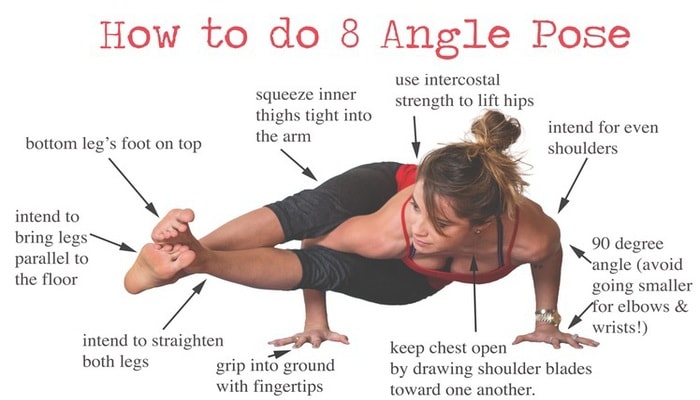 How to do 8 Angle Pose
use intercostal
strength to lift hips
squeeze inner
thighs tight into
the arm
intend for even
shoulders
bottom leg's foot on top
intend to
bring legs
parallel to
the floor
90 degree
angle (avoid
going smaller
for elbows &
wrists!)
intend to straighten
both legs
grip into ground
with fingertips
keep chest open
by drawing shoulder blades
toward one another.